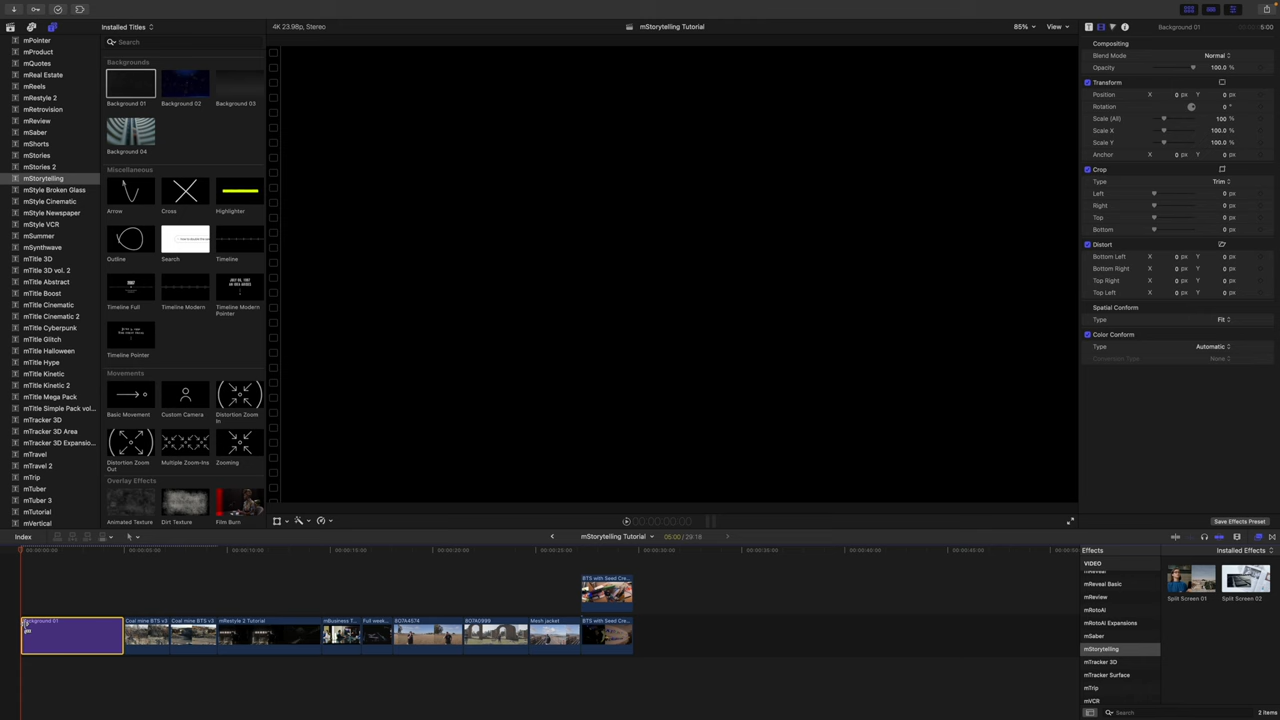 Installed Titles
4K 23.98p, Stereo
mStorytelling Tutorial
85%
View
Background 01
5:00
mPointer
mProduct
mQuotes
mReal Estate
mReels
mRestyle 2
mRetrovision
mReview
mSaber
mShorts
mStories
mStories 2
mStorytelling
mStyle Broken Glass
mStyle Cinematic
mStyle Newspaper
mStyle VCR
mSummer
mSynthwave
mTitle 3D
mTitle 3D vol. 2
mTitle Abstract
mTitle Boost
mTitle Cinematic
mTitle Cinematic 2
mTitle Cyberpunk
mTitle Glitch
mTitle Halloween
mTitle Hype
mTitle Kinetic
mTitle Kinetic 2
mTitle Mega Pack
mTitle Simple Pack vol...
mTracker 3D
mTracker 3D Area
mTracker 3D Expansio...
mTravel
mTravel 2
mTrip
mTuber
mTuber 3
mTutorial
mVertical
Search
Backgrounds
Background 01
Background 02
Background 03
Background 04
Miscellaneous
Arrow
Cross
Highlighter
Outline
Search
Timeline
1987
Timeline Full
Timeline Modern
Timeline Modern Pointer
Timeline Pointer
Movements
Basic Movement
Custom Camera
Distortion Zoom In
Distortion Zoom Out
Multiple Zoom-Ins
Zooming
Overlay Effects
Animated Texture
Dirt Texture
Film Burn
Compositing
Blend Mode Normal
Opacity 100.0 %
Transform
Position X 0 px Y 0 px
Rotation 0 °
Scale (All) 100 %
Scale X 100.0 %
Scale Y 100.0 %
Anchor X 0 px Y 0 px
Crop
Type Trim
Left 0 px
Right 0 px
Top 0 px
Bottom 0 px
Distort
Bottom Left X 0 px Y 0 px
Bottom Right X 0 px Y 0 px
Top Right X 0 px Y 0 px
Top Left X 0 px Y 0 px
Spatial Conform
Type Fit
Color Conform
Type Automatic
Conversion Type None
Save Effects Preset
Index
mStorytelling Tutorial
05:00 / 29:18
00:00:00:00
00:00:05:00
00:00:10:00
00:00:15:00
00:00:20:00
00:00:25:00
00:00:30:00
00:00:35:00
00:00:40:00
00:00:45:00
BTS with Seed Cre...
Background 01
Coal mine BTS v3
Coal mine BTS v3
mRestyle 2 Tutorial
mBusiness T...
Full week...
B07A4574
B07A0999
Mesh jacket
BTS with Seed Cre...
Effects
Installed Effects
VIDEO
mReveal
mReveal Basic
mReview
mRotoAI
mRotoAI Expansions
mSaber
mStorytelling
mTracker 3D
mTracker Surface
mTrip
mVCR
Split Screen 01
Split Screen 02
Search
2 items